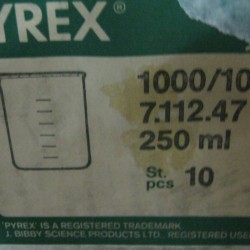 YREX®
1000/10
7.112.47
250 ml
St.
pcs 10
"PYREX" IS A REGISTERED TRADEMARK
J. BIBBY SCIENCE PRODUCTS LTD., REGISTERED USE